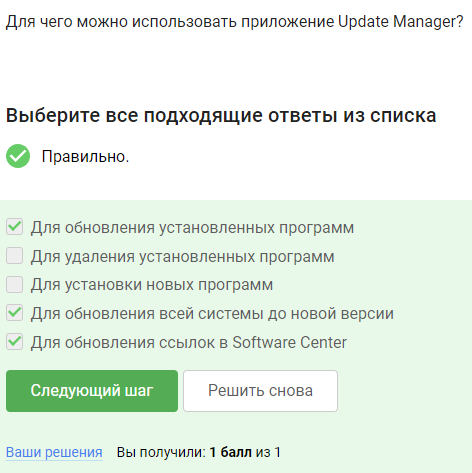 Для чего можно использовать приложение Update Manager?
Выберите все подходящие ответы из списка
Правильно.
Для обновления установленных программ
Для удаления установленных программ
Для установки новых программ
Для обновления всей системы до новой версии
Для обновления ссылок в Software Center
Следующий шаг Решить снова
Ваши решения Вы получили: 1 балл из 1